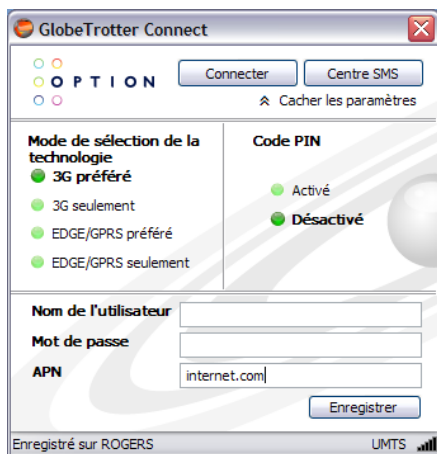 GlobeTrotter Connect
OPTION
Connecter
Centre SMS
Cacher les paramètres
Mode de sélection de la
technologie
3G préféré
3G seulement
EDGE/GPRS préféré
EDGE/GPRS seulement
Code PIN
Activé
Désactivé
Nom de l'utilisateur
Mot de passe
APN
internet.com
Enregistrer
Enregistré sur ROGERS
UMTS